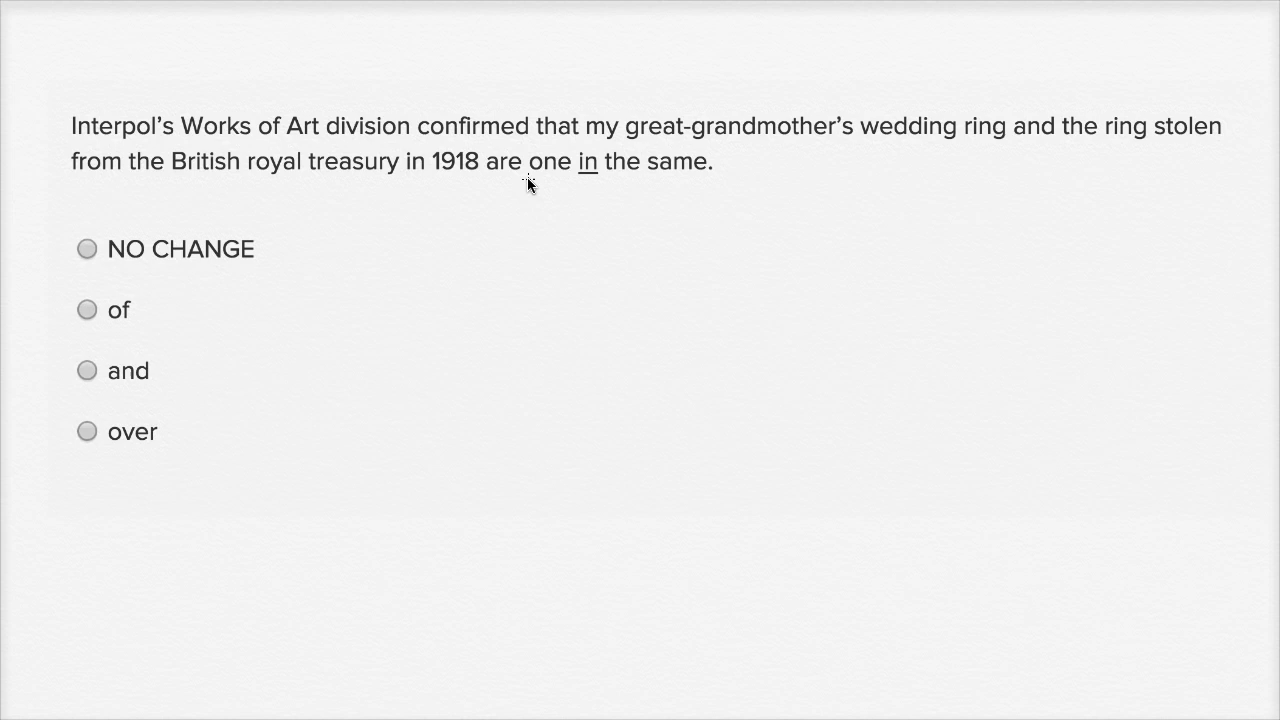 Interpol’s Works of Art division confirmed that my great-grandmother’s wedding ring and the ring stolen
from the British royal treasury in 1918 are one in the same.
NO CHANGE
of
and
over